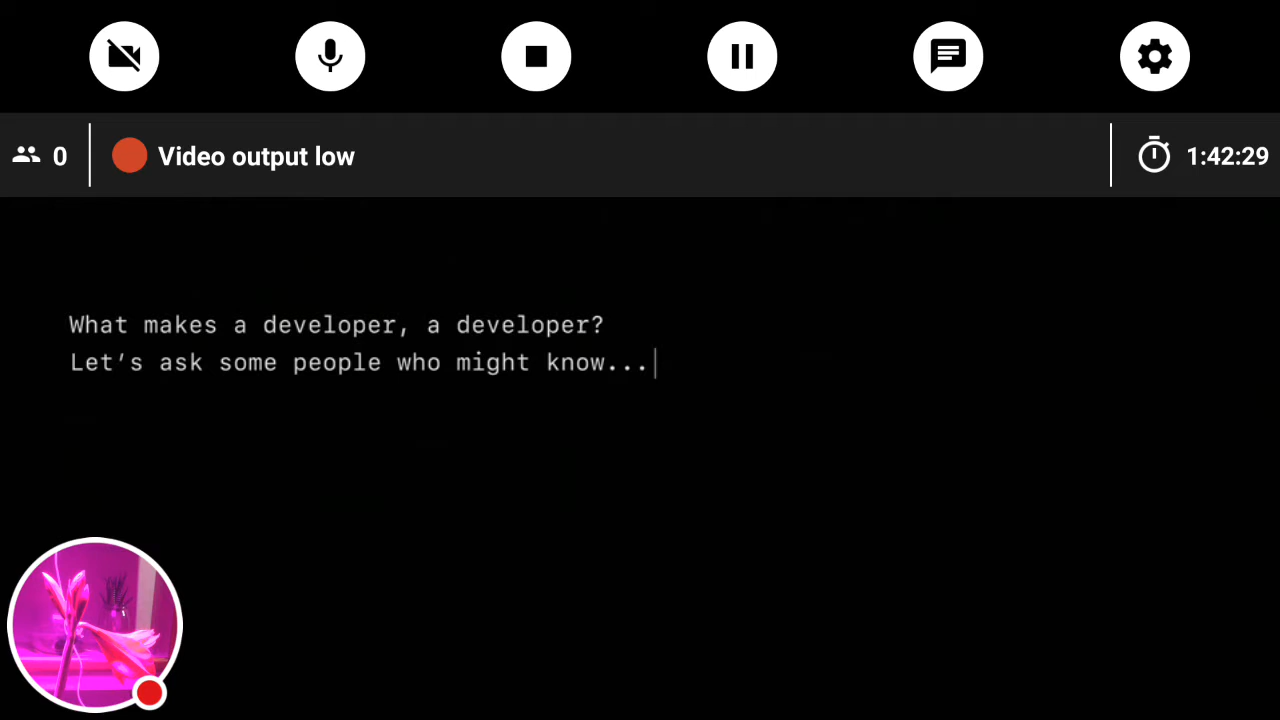 0 Video output low 1:42:29
What makes a developer, a developer?
Let’s ask some people who might know...